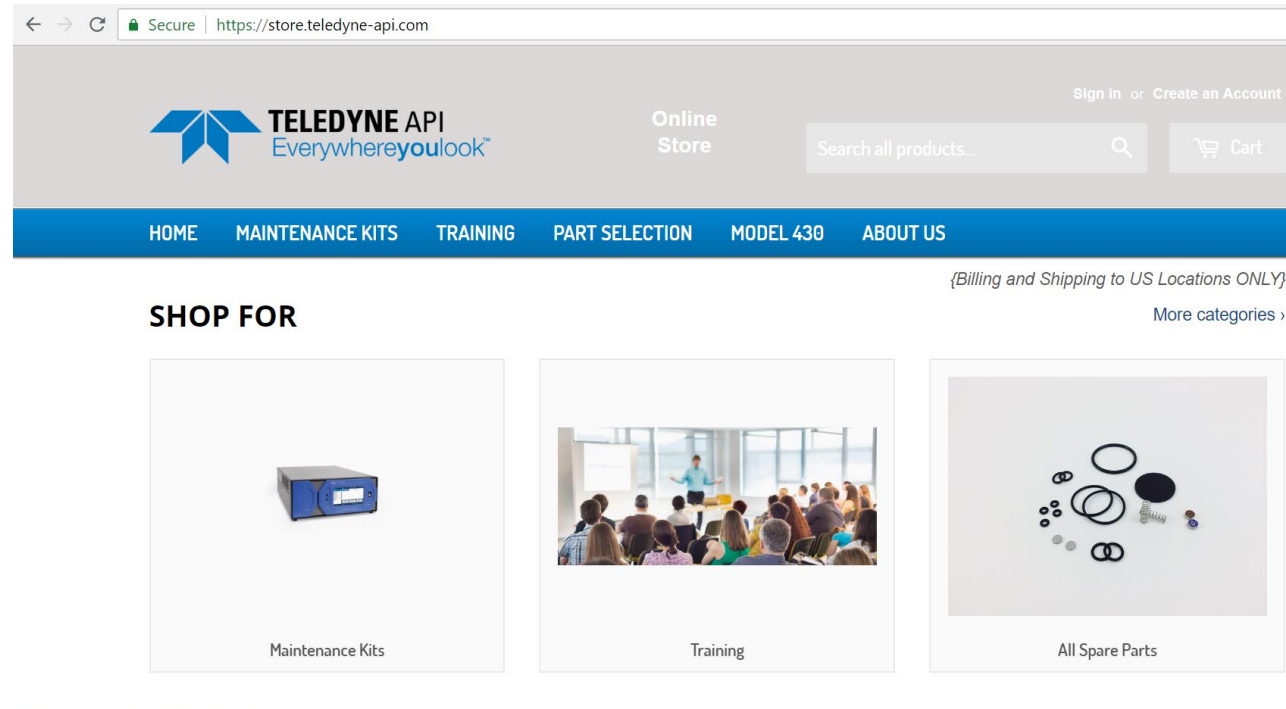 Secure | https://store.teledyne-api.com
Sign in or Create an Account
TELEDYNE API
Everywhereyoulook™
Online
Store
Search all products...
Cart
HOME MAINTENANCE KITS TRAINING PART SELECTION MODEL 430 ABOUT US
{Billing and Shipping to US Locations ONLY}
SHOP FOR
More categories ›
Maintenance Kits
Training
All Spare Parts